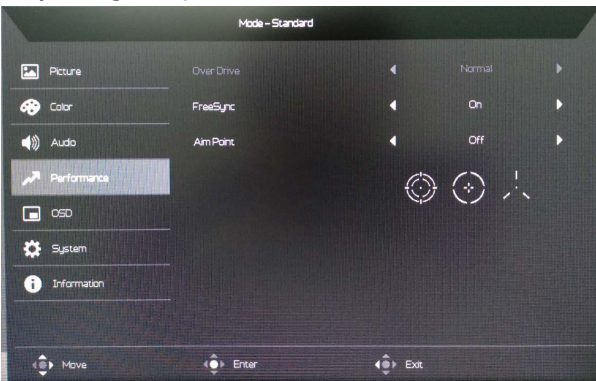 Mode - Standard
Picture
Over Drive Normal
Color
FreeSync On
Audio
Aim Point Off
Performance
OSD
System
Information
Move Enter Exit